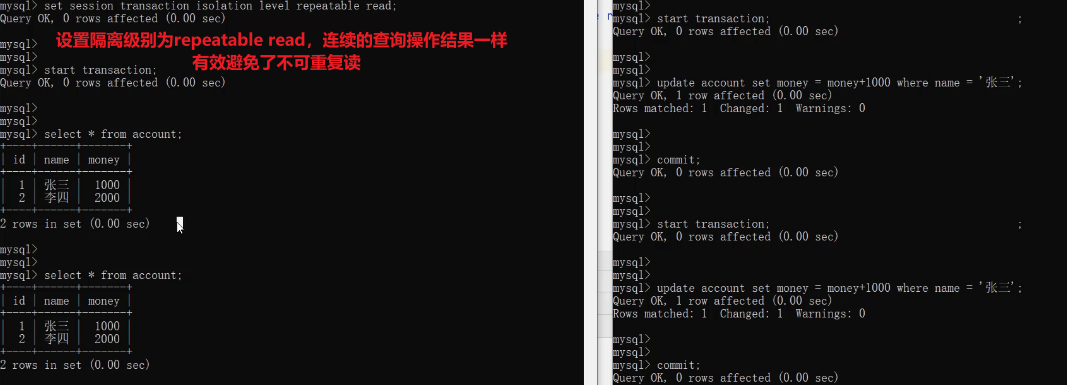 mysql> set session transaction isolation level repeatable read;
Query OK, 0 rows affected (0.00 sec)
mysql>
设置隔离级别为repeatable read，连续的查询操作结果一样
mysql>
有效避免了不可重复读
mysql> start transaction;
Query OK, 0 rows affected (0.00 sec)
mysql>
mysql>
mysql> select * from account;
+----+------+-------+
| id | name | money |
+----+------+-------+
| 1 | 张三 | 1000 |
| 2 | 李四 | 2000 |
+----+------+-------+
2 rows in set (0.00 sec)
mysql>
mysql>
mysql> select * from account;
+----+------+-------+
| id | name | money |
+----+------+-------+
| 1 | 张三 | 1000 |
| 2 | 李四 | 2000 |
+----+------+-------+
2 rows in set (0.00 sec)
mysql>
mysql> start transaction; ;
Query OK, 0 rows affected (0.00 sec)
mysql>
mysql>
mysql> update account set money = money+1000 where name = '张三';
Query OK, 1 row affected (0.00 sec)
Rows matched: 1 Changed: 1 Warnings: 0
mysql>
mysql>
mysql> commit;
Query OK, 0 rows affected (0.00 sec)
mysql>
mysql>
mysql> start transaction; ;
Query OK, 0 rows affected (0.00 sec)
mysql>
mysql>
mysql> update account set money = money+1000 where name = '张三';
Query OK, 1 row affected (0.00 sec)
Rows matched: 1 Changed: 1 Warnings: 0
mysql>
mysql>
mysql> commit;
Query OK, 0 rows affected (0.00 sec)